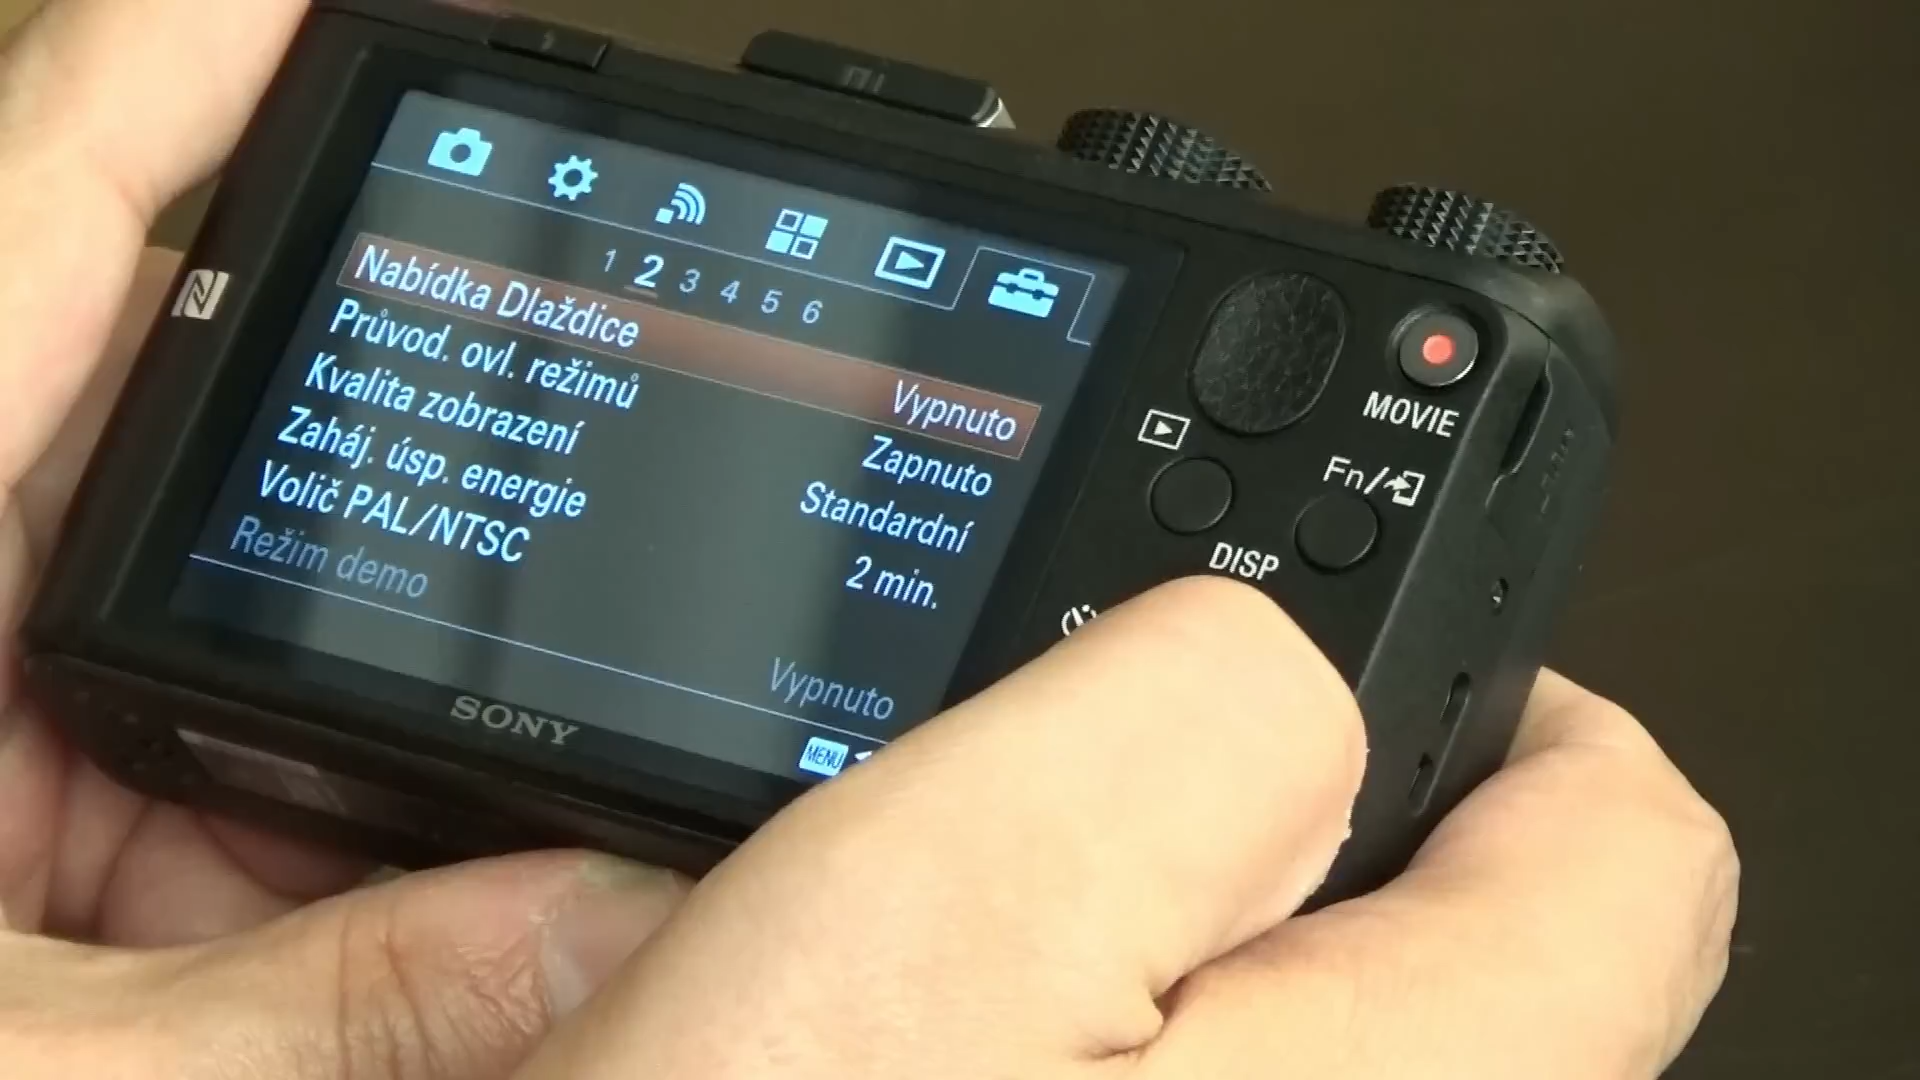 1 2 3 4 5 6
Nabídka Dlaždice Vypnuto
Průvod. ovl. režimů Zapnuto
Kvalita zobrazení Standardní
Zaháj. úsp. energie 2 min.
Volič PAL/NTSC
Režim demo Vypnuto
MENU
SONY
MOVIE
Fn/
DISP